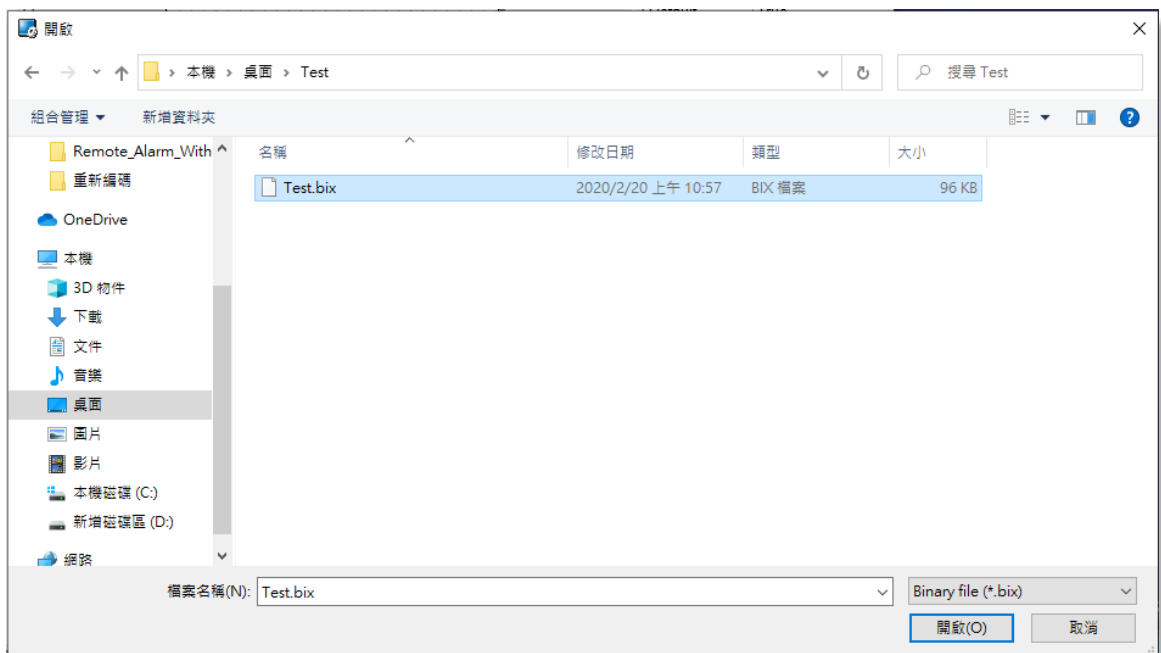 開啟
本機 › 桌面 › Test
搜尋 Test
組合管理
新增資料夾
Remote_Alarm_With
重新編碼
OneDrive
本機
3D 物件
下載
文件
音樂
桌面
圖片
影片
本機磁碟 (C:)
新增磁碟區 (D:)
網路
名稱 修改日期 類型 大小
Test.bix 2020/2/20 上午 10:57 BIX 檔案 96 KB
檔案名稱(N): Test.bix Binary file (*.bix)
開啟(O) 取消